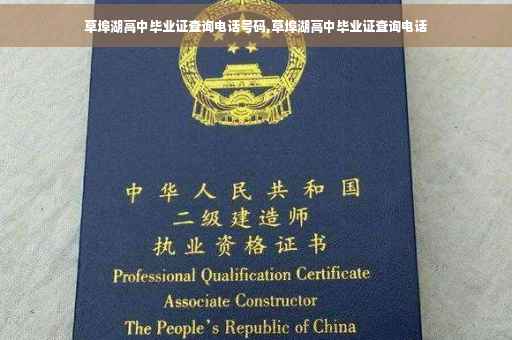 草埠湖高中毕业证查询电话号码,草埠湖高中毕业证查询电话
中华人民共和国
二级建造师
执业资格证书
Professional Qualification Certificate
Associate Constructor
The People's Republic of China